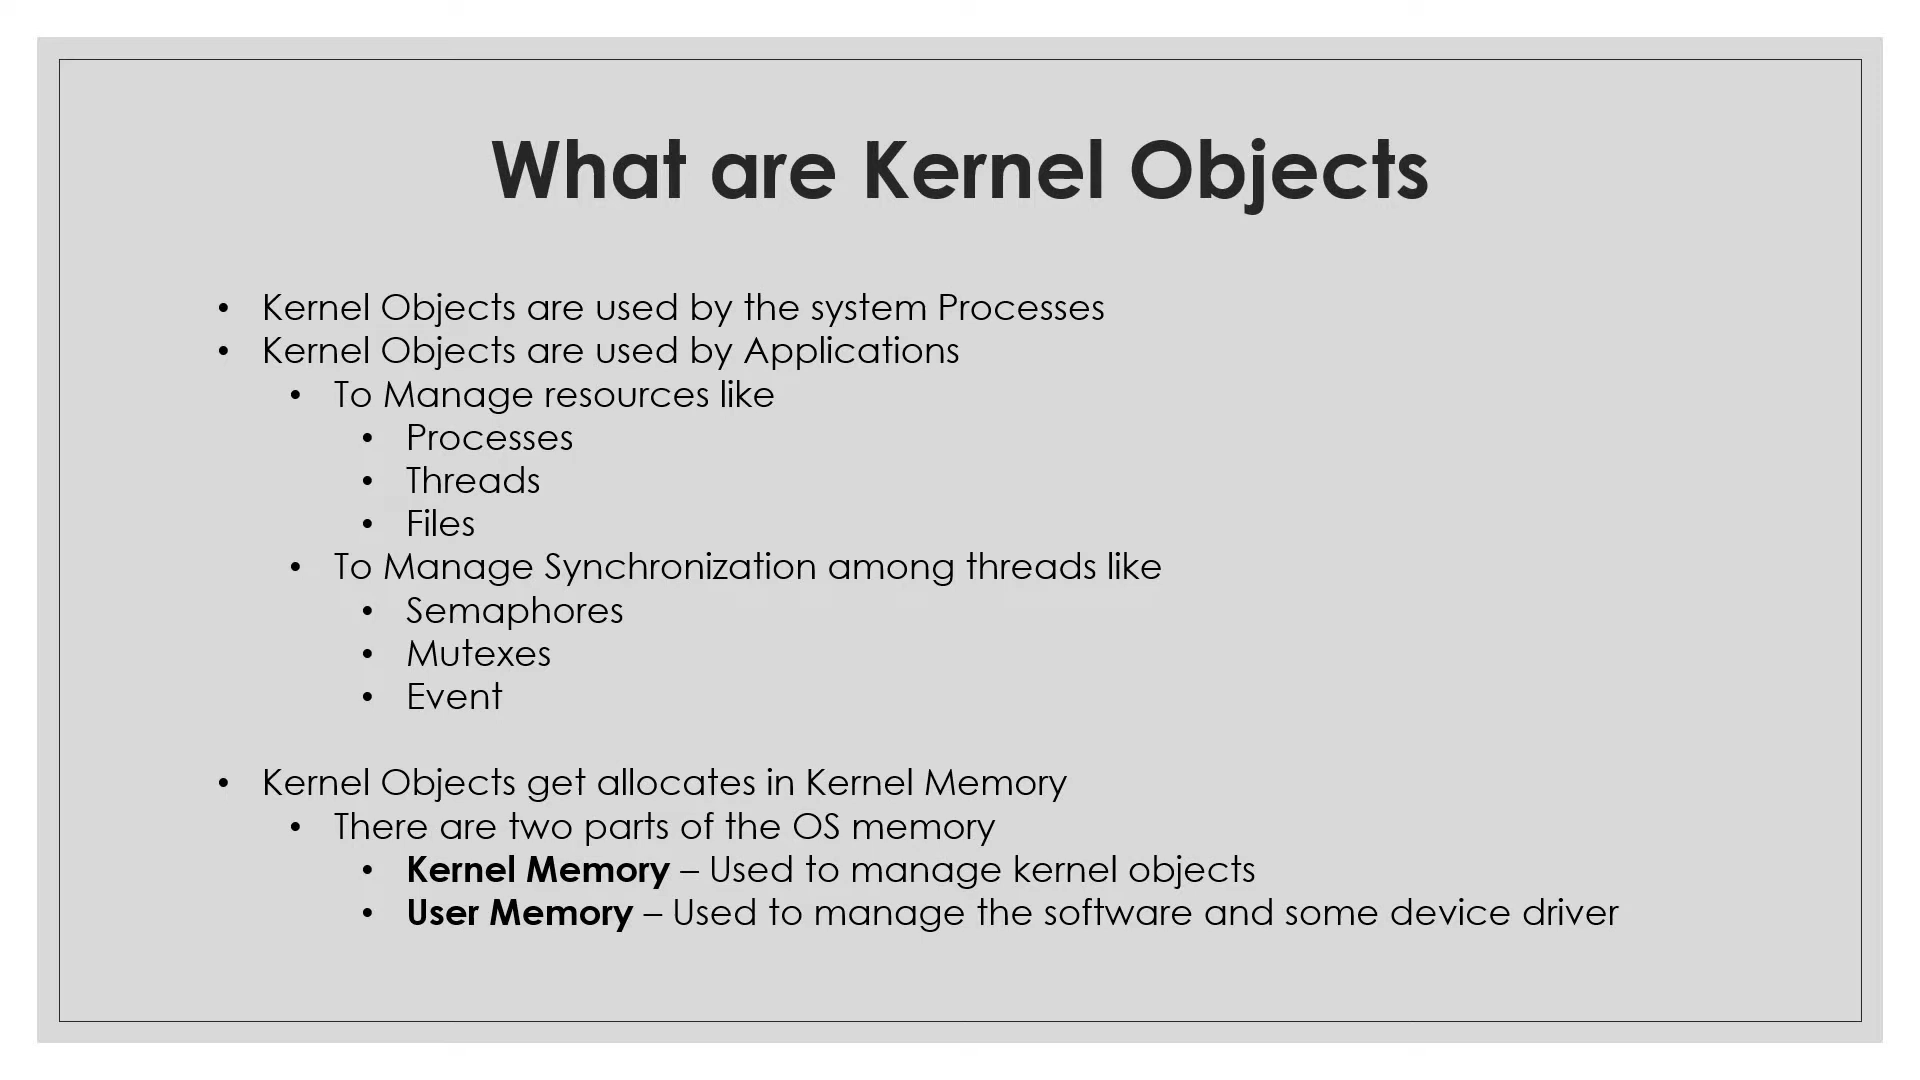 What are Kernel Objects
• Kernel Objects are used by the system Processes
• Kernel Objects are used by Applications
• To Manage resources like
• Processes
• Threads
• Files
• To Manage Synchronization among threads like
• Semaphores
• Mutexes
• Event
• Kernel Objects get allocates in Kernel Memory
• There are two parts of the OS memory
• Kernel Memory – Used to manage kernel objects
• User Memory – Used to manage the software and some device driver